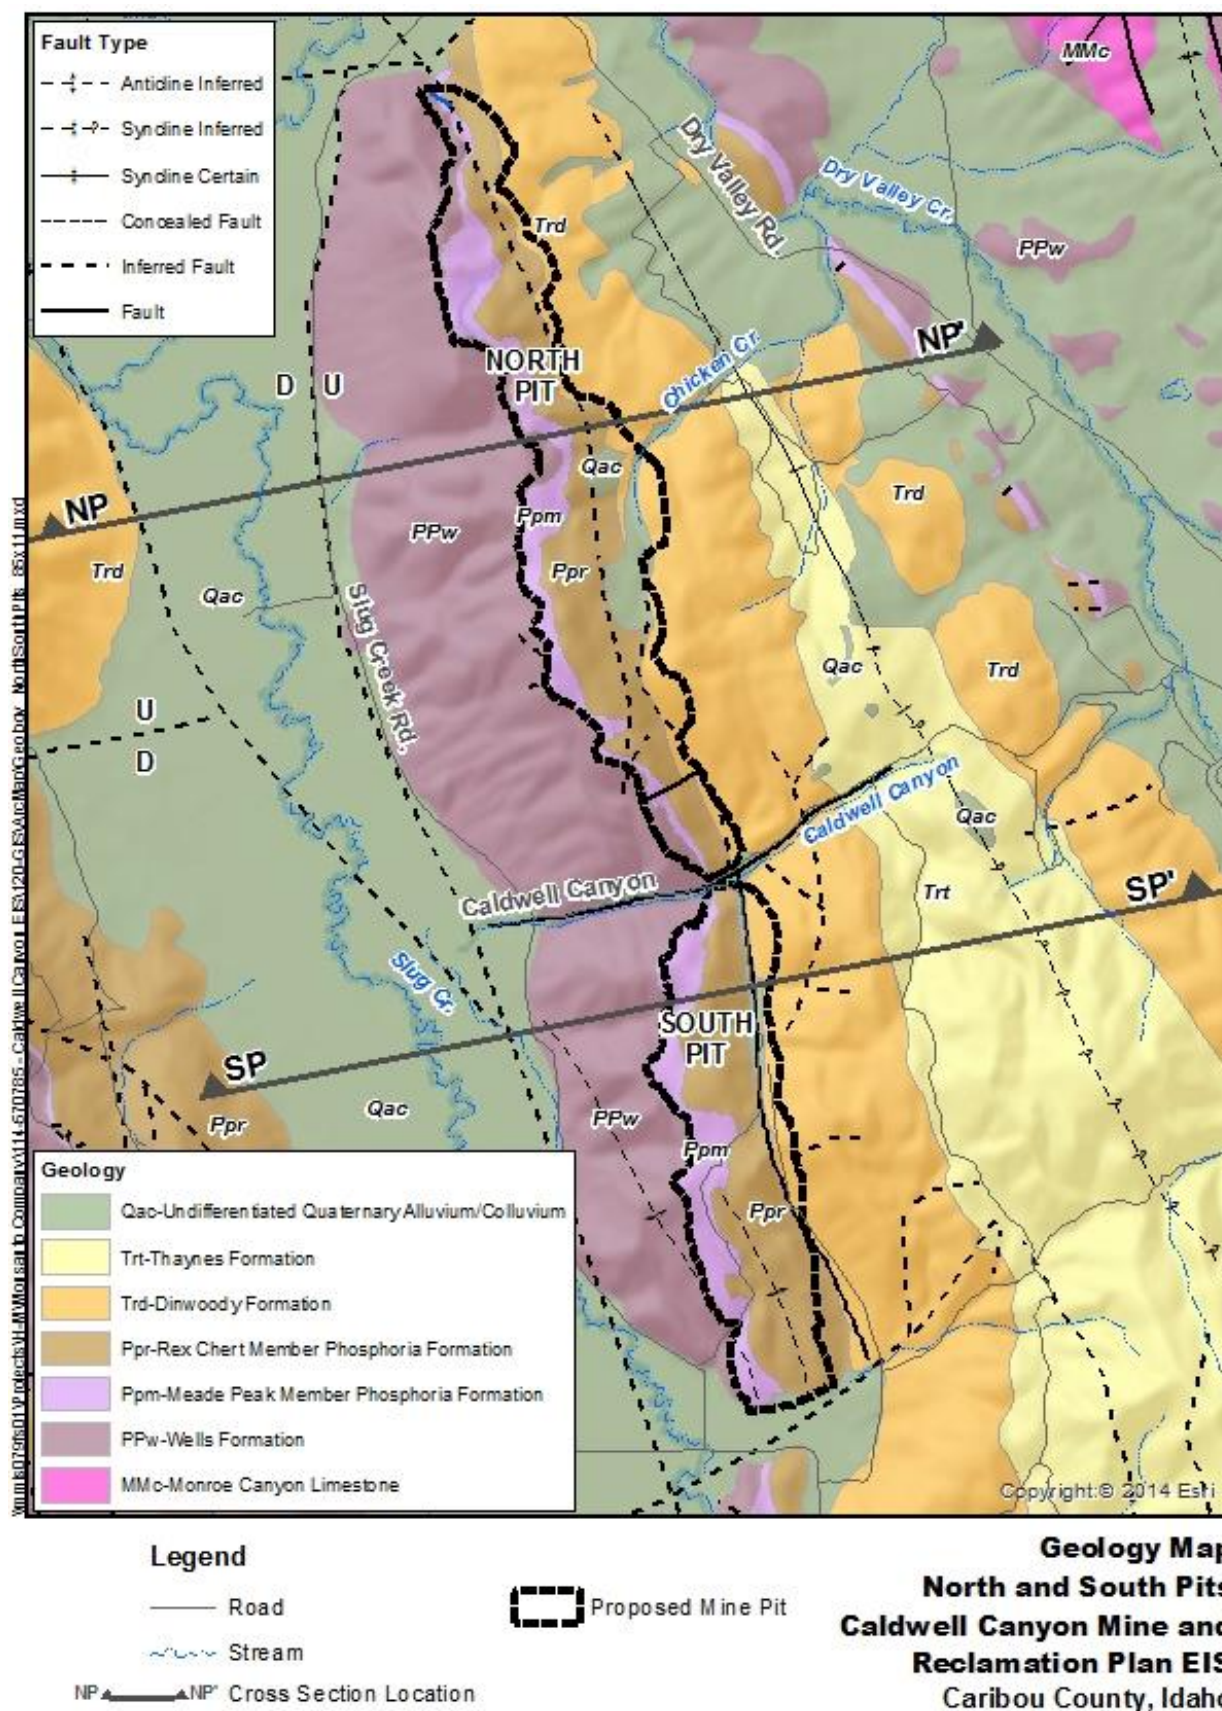 Fault Type
Anticline Inferred
Syncline Inferred
Syncline Certain
Concealed Fault
Inferred Fault
Fault
MMc
Dry Valley Rd.
Dry Valley Cr.
PPw
Trd
NP'
NORTH
PIT
D U
Chicken Cr.
NP
Qac
Trd
Trd
PPw
Ppm
Ppr
Qac
Slug Creek Rd.
Qac
Trd
U
D
Caldwell Canyon
Qac
Caldwell Canyon
Trt
SP'
Slug Cr.
SOUTH
PIT
SP
Qac
Ppr
PPw
Ppm
Ppr
Geology
Qac-Undifferentiated Quaternary Alluvium/Colluvium
Trt-Thaynes Formation
Trd-Dinwoody Formation
Ppr-Rex Chert Member Phosphoria Formation
Ppm-Meade Peak Member Phosphoria Formation
PPw-Wells Formation
MMc-Monroe Canyon Limestone
Copyright:© 2014 Esri
Legend
Road
Stream
NP NP' Cross Section Location
Proposed Mine Pit
Geology Map
North and South Pits
Caldwell Canyon Mine and
Reclamation Plan EIS
Caribou County, Idaho